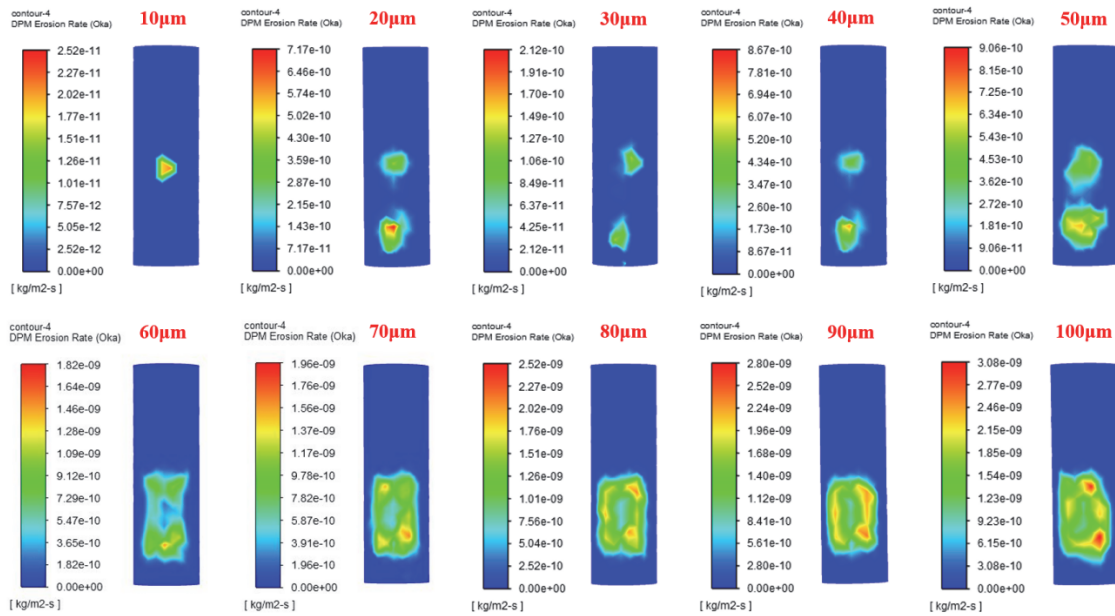 contour-4
DPM Erosion Rate (Oka)
10μm
2.52e-11
2.27e-11
2.02e-11
1.77e-11
1.51e-11
1.26e-11
1.01e-11
7.57e-12
5.05e-12
2.52e-12
0.00e+00
[ kg/m2-s ]
contour-4
DPM Erosion Rate (Oka)
20μm
7.17e-10
6.46e-10
5.74e-10
5.02e-10
4.30e-10
3.59e-10
2.87e-10
2.15e-10
1.43e-10
7.17e-11
0.00e+00
[ kg/m2-s ]
contour-4
DPM Erosion Rate (Oka)
30μm
2.12e-10
1.91e-10
1.70e-10
1.49e-10
1.27e-10
1.06e-10
8.49e-11
6.37e-11
4.25e-11
2.12e-11
0.00e+00
[ kg/m2-s ]
contour-4
DPM Erosion Rate (Oka)
40μm
8.67e-10
7.81e-10
6.94e-10
6.07e-10
5.20e-10
4.34e-10
3.47e-10
2.60e-10
1.73e-10
8.67e-11
0.00e+00
[ kg/m2-s ]
contour-4
DPM Erosion Rate (Oka)
50μm
9.06e-10
8.15e-10
7.25e-10
6.34e-10
5.43e-10
4.53e-10
3.62e-10
2.72e-10
1.81e-10
9.06e-11
0.00e+00
[ kg/m2-s ]
contour-4
DPM Erosion Rate (Oka)
60μm
1.82e-09
1.64e-09
1.46e-09
1.28e-09
1.09e-09
9.12e-10
7.29e-10
5.47e-10
3.65e-10
1.82e-10
0.00e+00
[ kg/m2-s ]
contour-4
DPM Erosion Rate (Oka)
70μm
1.96e-09
1.76e-09
1.56e-09
1.37e-09
1.17e-09
9.78e-10
7.82e-10
5.87e-10
3.91e-10
1.96e-10
0.00e+00
[ kg/m2-s ]
contour-4
DPM Erosion Rate (Oka)
80μm
2.52e-09
2.27e-09
2.02e-09
1.77e-09
1.51e-09
1.26e-09
1.01e-09
7.56e-10
5.04e-10
2.52e-10
0.00e+00
[ kg/m2-s ]
contour-4
DPM Erosion Rate (Oka)
90μm
2.80e-09
2.52e-09
2.24e-09
1.96e-09
1.68e-09
1.40e-09
1.12e-09
8.41e-10
5.61e-10
2.80e-10
0.00e+00
[ kg/m2-s ]
contour-4
DPM Erosion Rate (Oka)
100μm
3.08e-09
2.77e-09
2.46e-09
2.15e-09
1.85e-09
1.54e-09
1.23e-09
9.23e-10
6.15e-10
3.08e-10
0.00e+00
[ kg/m2-s ]